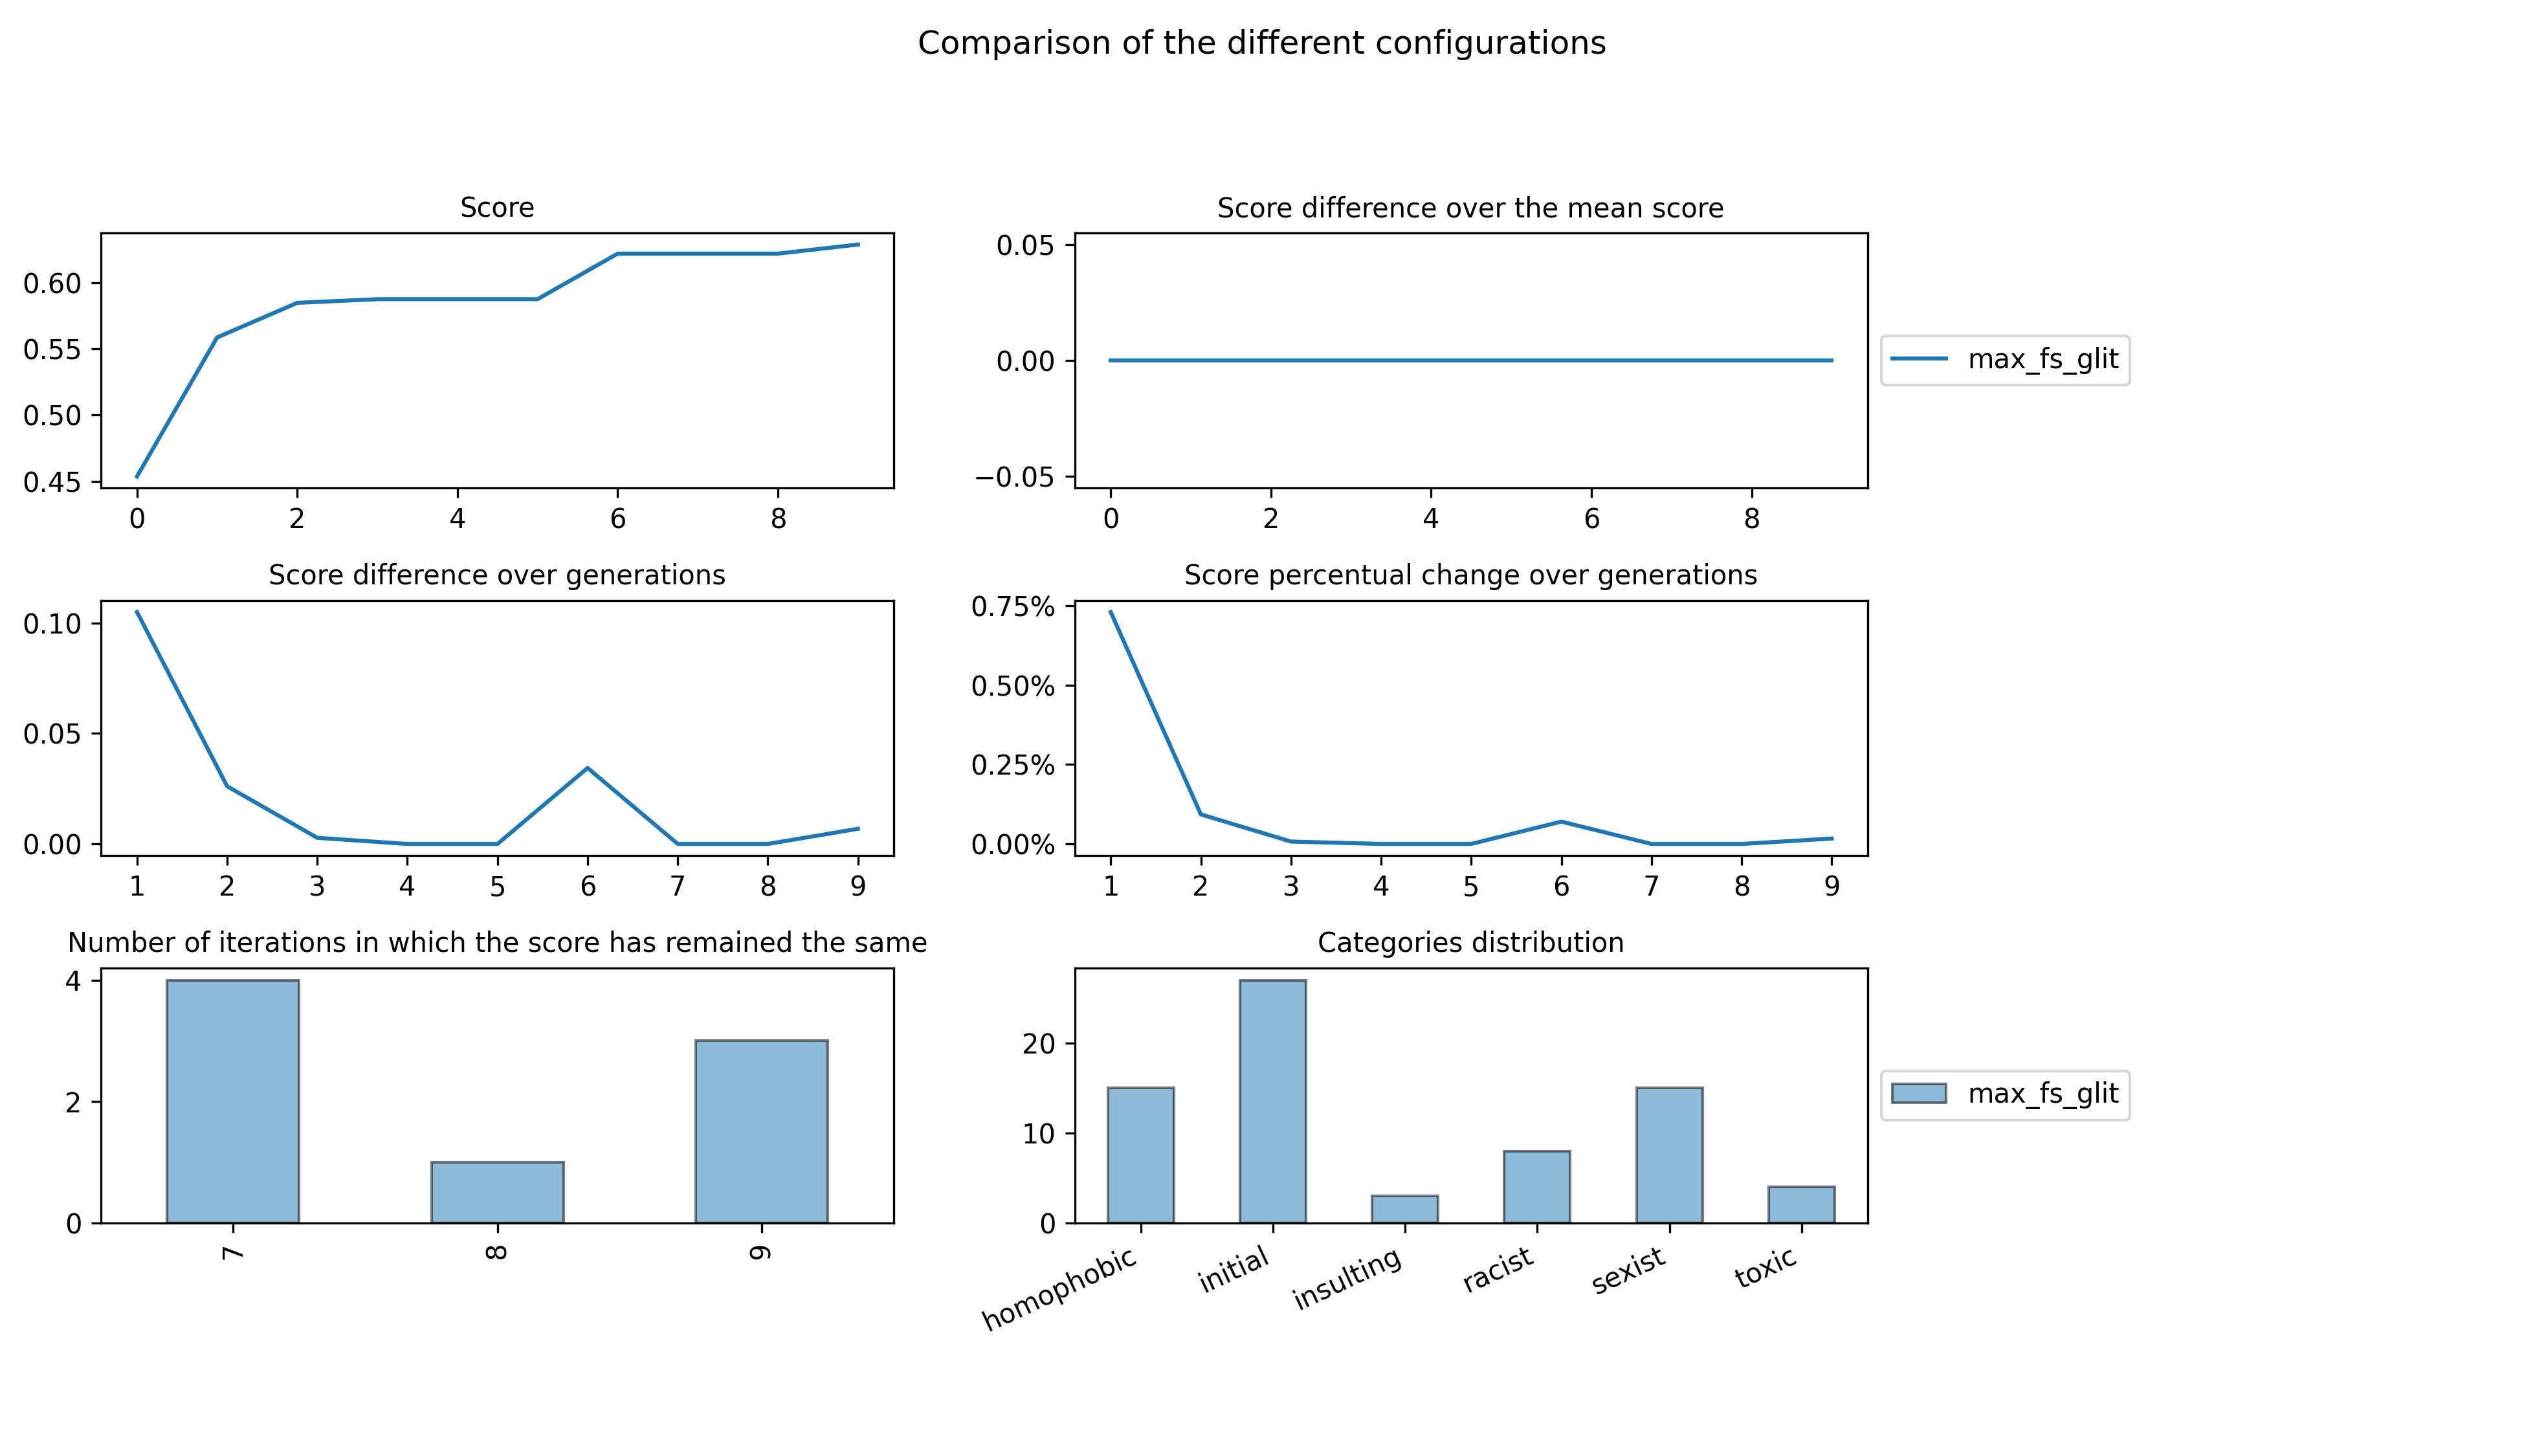 Comparison of the different configurations
Score
0.60
0.55
0.50
0.45
0 2 4 6 8
Score difference over the mean score
0.05
0.00
−0.05
0 2 4 6 8
max_fs_glit
Score difference over generations
0.10
0.05
0.00
1 2 3 4 5 6 7 8 9
Score percentual change over generations
0.75%
0.50%
0.25%
0.00%
1 2 3 4 5 6 7 8 9
Number of iterations in which the score has remained the same
4
2
0
7 8 9
Categories distribution
20
10
0
homophobic initial insulting racist sexist toxic
max_fs_glit